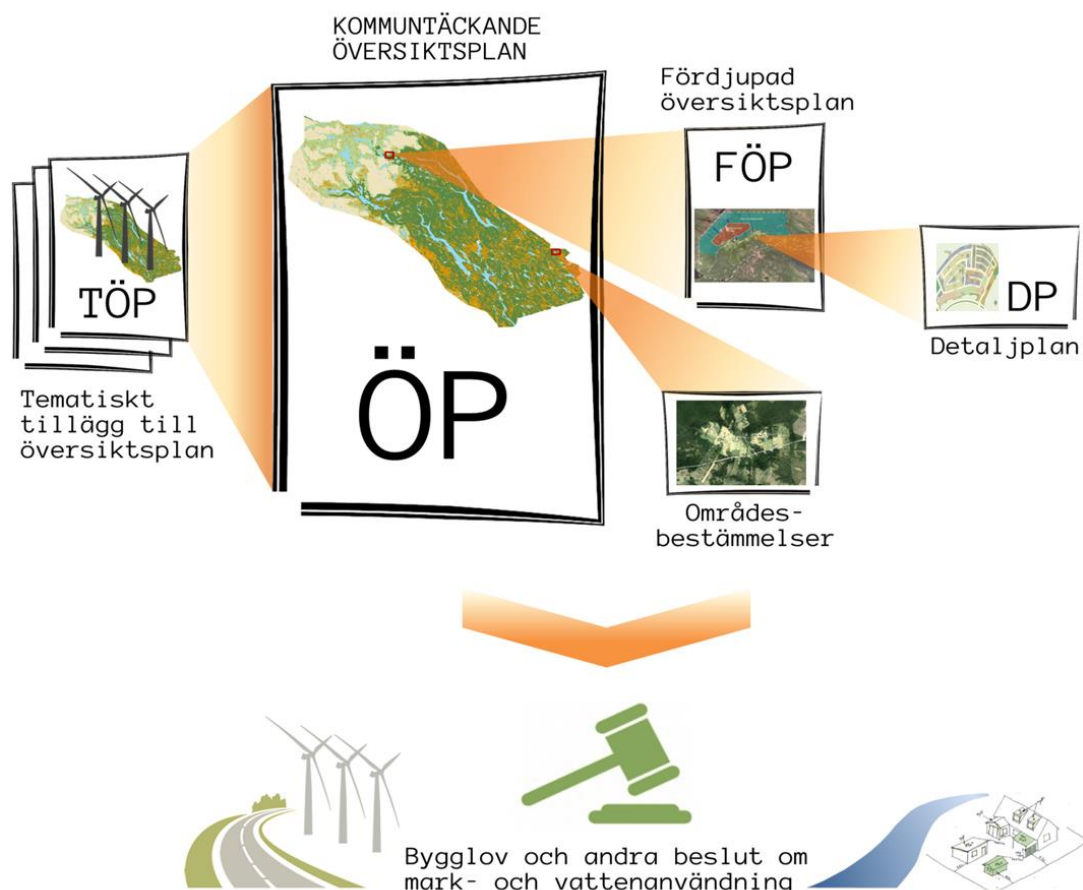 KOMMUNTÄCKANDE
ÖVERSIKTSPLAN
Fördjupad
översiktsplan
FÖP
TÖP
DP
Detaljplan
ÖP
Tematiskt
tillägg till
översiktsplan
Områdes-
bestämmelser
Bygglov och andra beslut om
mark- och vattenanvändning